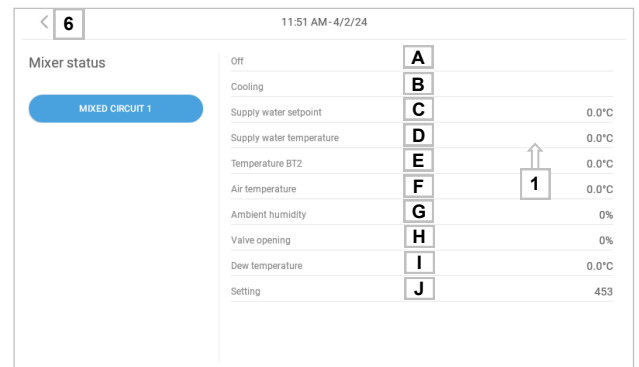 6 11:51 AM-4/2/24
Mixer status
MIXED CIRCUIT 1
Off A
Cooling B
Supply water setpoint C 0.0°C
Supply water temperature D 0.0°C
Temperature BT2 E 0.0°C
1
Air temperature F 0.0°C
Ambient humidity G 0%
Valve opening H 0%
Dew temperature I 0.0°C
Setting J 453